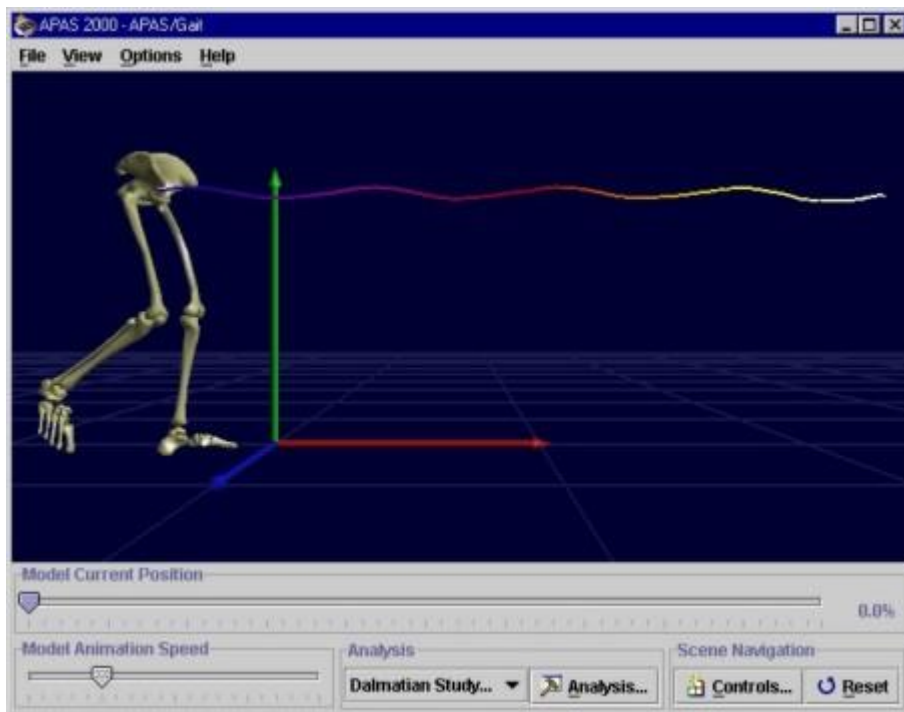 APAS 2000 - APAS/Gait
File View Options Help
Model Current Position
0.0%
Model Animation Speed
Analysis
Scene Navigation
Dalmatian Study...
Analysis...
Controls...
Reset